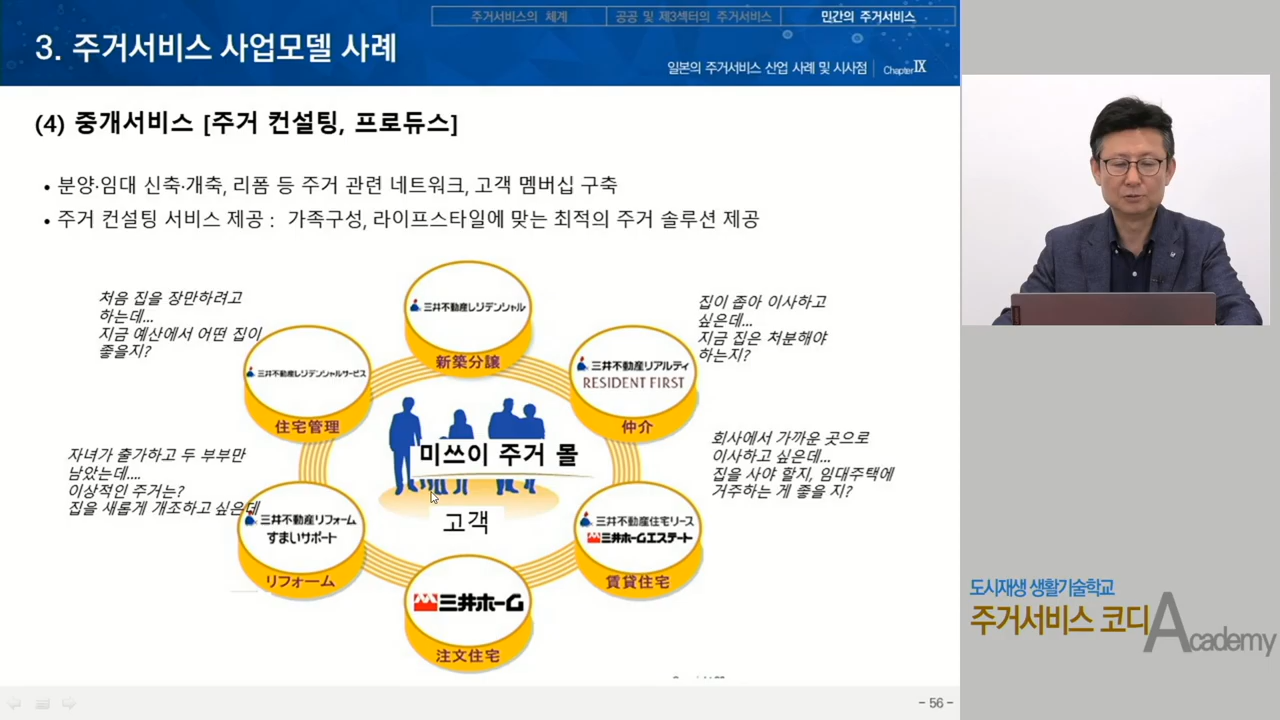 주거서비스의 체계
공공 및 제3섹터의 주거서비스
민간의 주거서비스
3. 주거서비스 사업모델 사례
일본의 주거서비스 산업 사례 및 시사점
Chapter Ⅸ
(4) 중개서비스 [주거 컨설팅, 프로듀스]
• 분양·임대 신축·개축, 리폼 등 주거 관련 네트워크, 고객 멤버십 구축
• 주거 컨설팅 서비스 제공 : 가족구성, 라이프스타일에 맞는 최적의 주거 솔루션 제공
처음 집을 장만하려고
하는데...
지금 예산에서 어떤 집이
좋을지?
三井不動産レジデンシャル
新築分譲
집이 좁아 이사하고
싶은데...
지금 집은 처분해야
하는지?
三井不動産レジデンシャルサービス
住宅管理
三井不動産リアルティ
RESIDENT FIRST
仲介
미쓰이 주거 몰
고객
자녀가 출가하고 두 부부만
남았는데....
이상적인 주거는?
집을 새롭게 개조하고 싶은데
회사에서 가까운 곳으로
이사하고 싶은데...
집을 사야 할지, 임대주택에
거주하는 게 좋을 지?
三井不動産リフォーム
すまいサポート
リフォーム
三井不動産住宅リース
三井ホームエステート
賃貸住宅
三井ホーム
注文住宅
도시재생 생활기술학교
주거서비스 코디
Academy
- 56 -